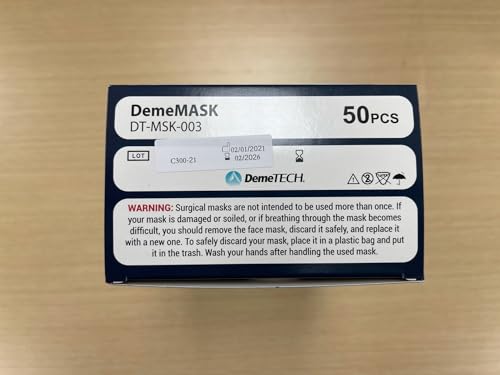 DemeMASK
DT-MSK-003
50PCS
LOT
C300-21
02/01/2021
02/2026
DemeTECH
WARNING: Surgical masks are not intended to be used more than once. If
your mask is damaged or soiled, or if breathing through the mask becomes
difficult, you should remove the face mask, discard it safely, and replace it
with a new one. To safely discard your mask, place it in a plastic bag and put
it in the trash. Wash your hands after handling the used mask.